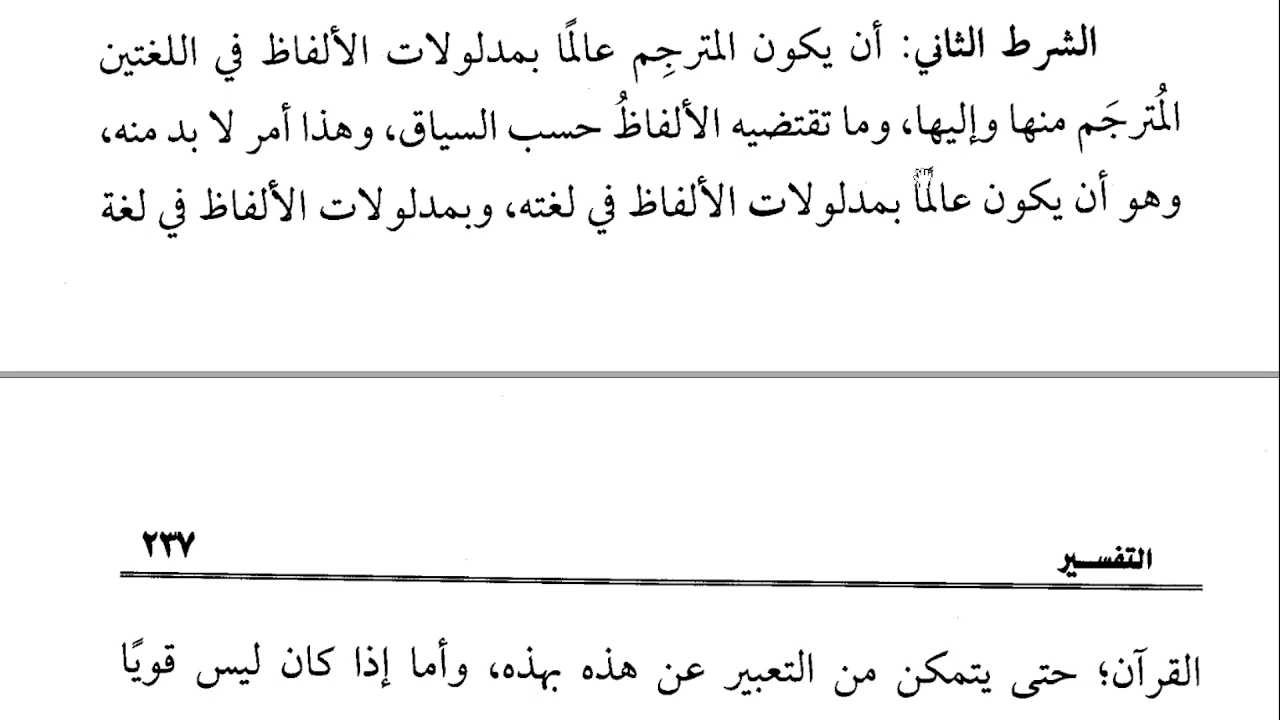 الشرط الثاني: أن يكون المترجِم عالمًا بمدلولات الألفاظ في اللغتين
المُترجَم منها وإليها، وما تقتضيه الألفاظُ حسب السياق، وهذا أمر لا بد منه،
وهو أن يكون عالمًا بمدلولات الألفاظ في لغته، وبمدلولات الألفاظ في لغة
التفسـير ٢٣٧
القرآن؛ حتى يتمكن من التعبير عن هذه بهذه، وأما إذا كان ليس قويًا